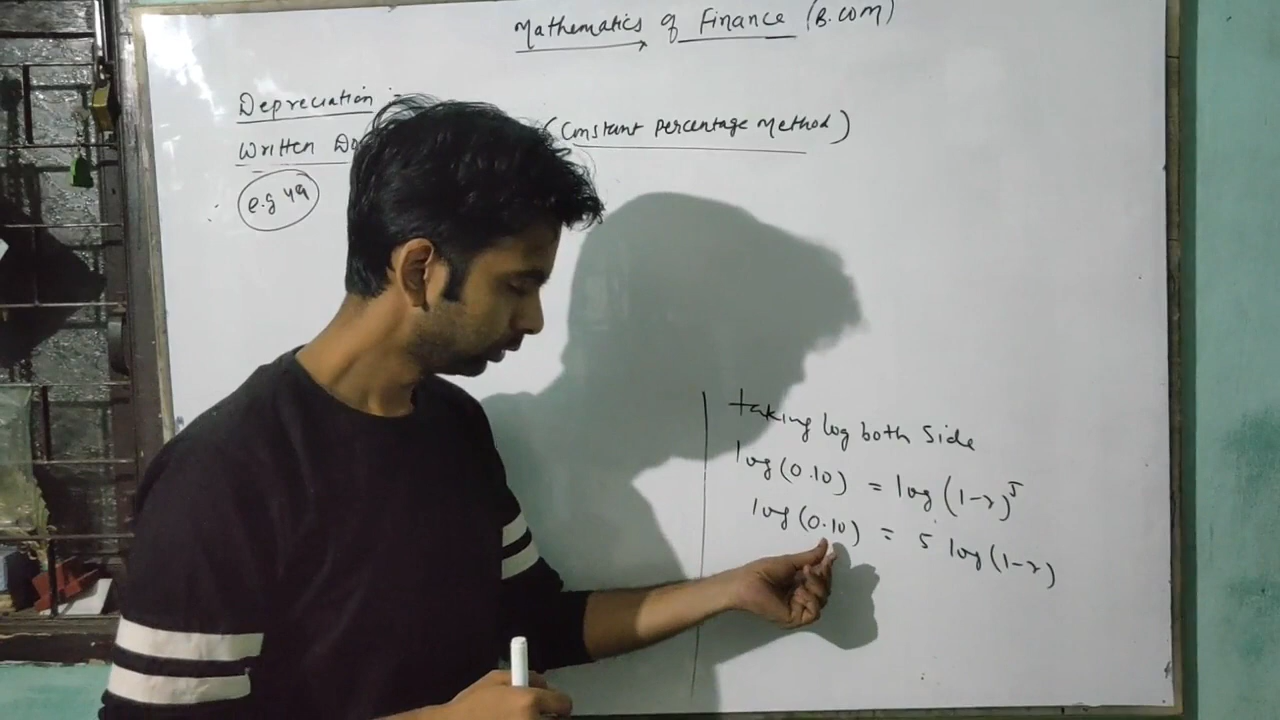 Mathematics of Finance (B.COM)
Depreciation :-
Written (Constant Percentage Method)
e.g 49
taking log both Side
log (0.10) = log (1-r)^5
log (0.10) = 5 log (1-r)